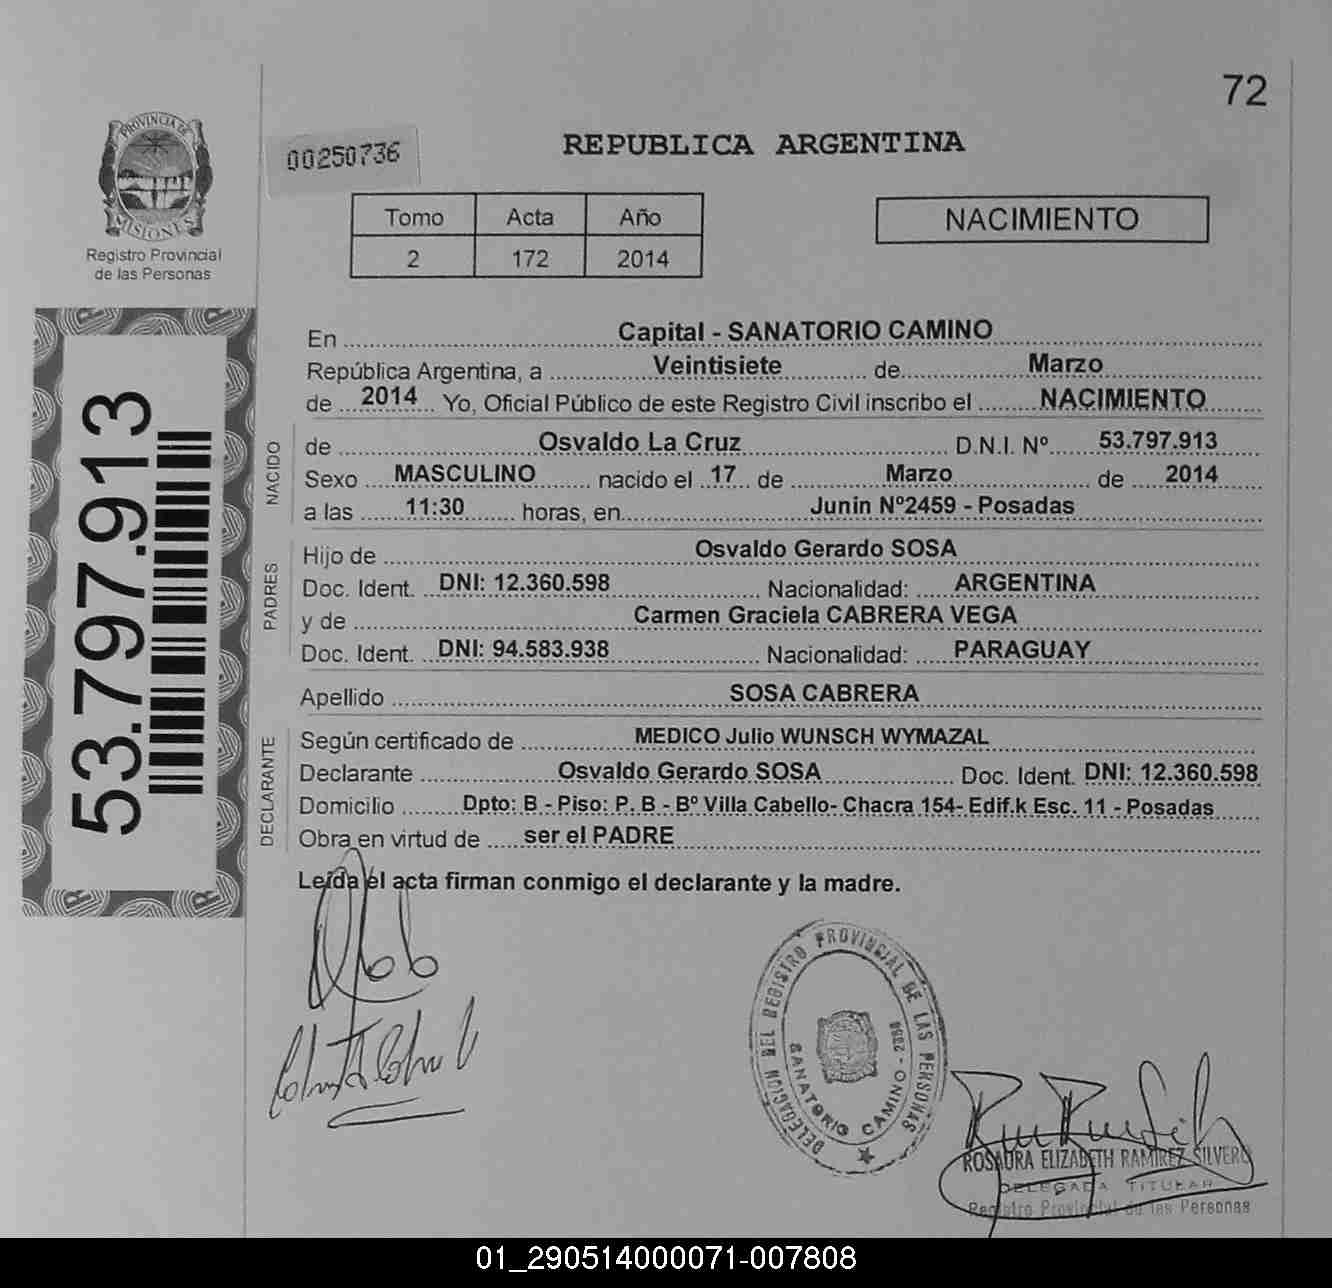 72
PROVINCIA DE
MISIONES
Registro Provincial
de las Personas
00250736
REPUBLICA ARGENTINA
Tomo Acta Año
2 172 2014
NACIMIENTO
53.797.913
En Capital - SANATORIO CAMINO
República Argentina, a Veintisiete de Marzo
de 2014 Yo, Oficial Público de este Registro Civil inscribo el NACIMIENTO
NACIDO
de Osvaldo La Cruz D.N.I. Nº 53.797.913
Sexo MASCULINO nacido el 17 de Marzo de 2014
a las 11:30 horas, en Junin Nº2459 - Posadas
PADRES
Hijo de Osvaldo Gerardo SOSA
Doc. Ident. DNI: 12.360.598 Nacionalidad: ARGENTINA
y de Carmen Graciela CABRERA VEGA
Doc. Ident. DNI: 94.583.938 Nacionalidad: PARAGUAY
Apellido SOSA CABRERA
DECLARANTE
Según certificado de MEDICO Julio WUNSCH WYMAZAL
Declarante Osvaldo Gerardo SOSA Doc. Ident. DNI: 12.360.598
Domicilio Dpto: B - Piso: P. B - Bº Villa Cabello- Chacra 154- Edif.k Esc. 11 - Posadas
Obra en virtud de ser el PADRE
Leída el acta firman conmigo el declarante y la madre.
DELEGACION DEL REGISTRO PROVINCIAL DE LAS PERSONAS
SANATORIO CAMINO -
ROSAURA ELIZABETH RAMIREZ SILVERO
DELEGADA TITULAR
Registro Provincial de las Personas
01_290514000071-007808